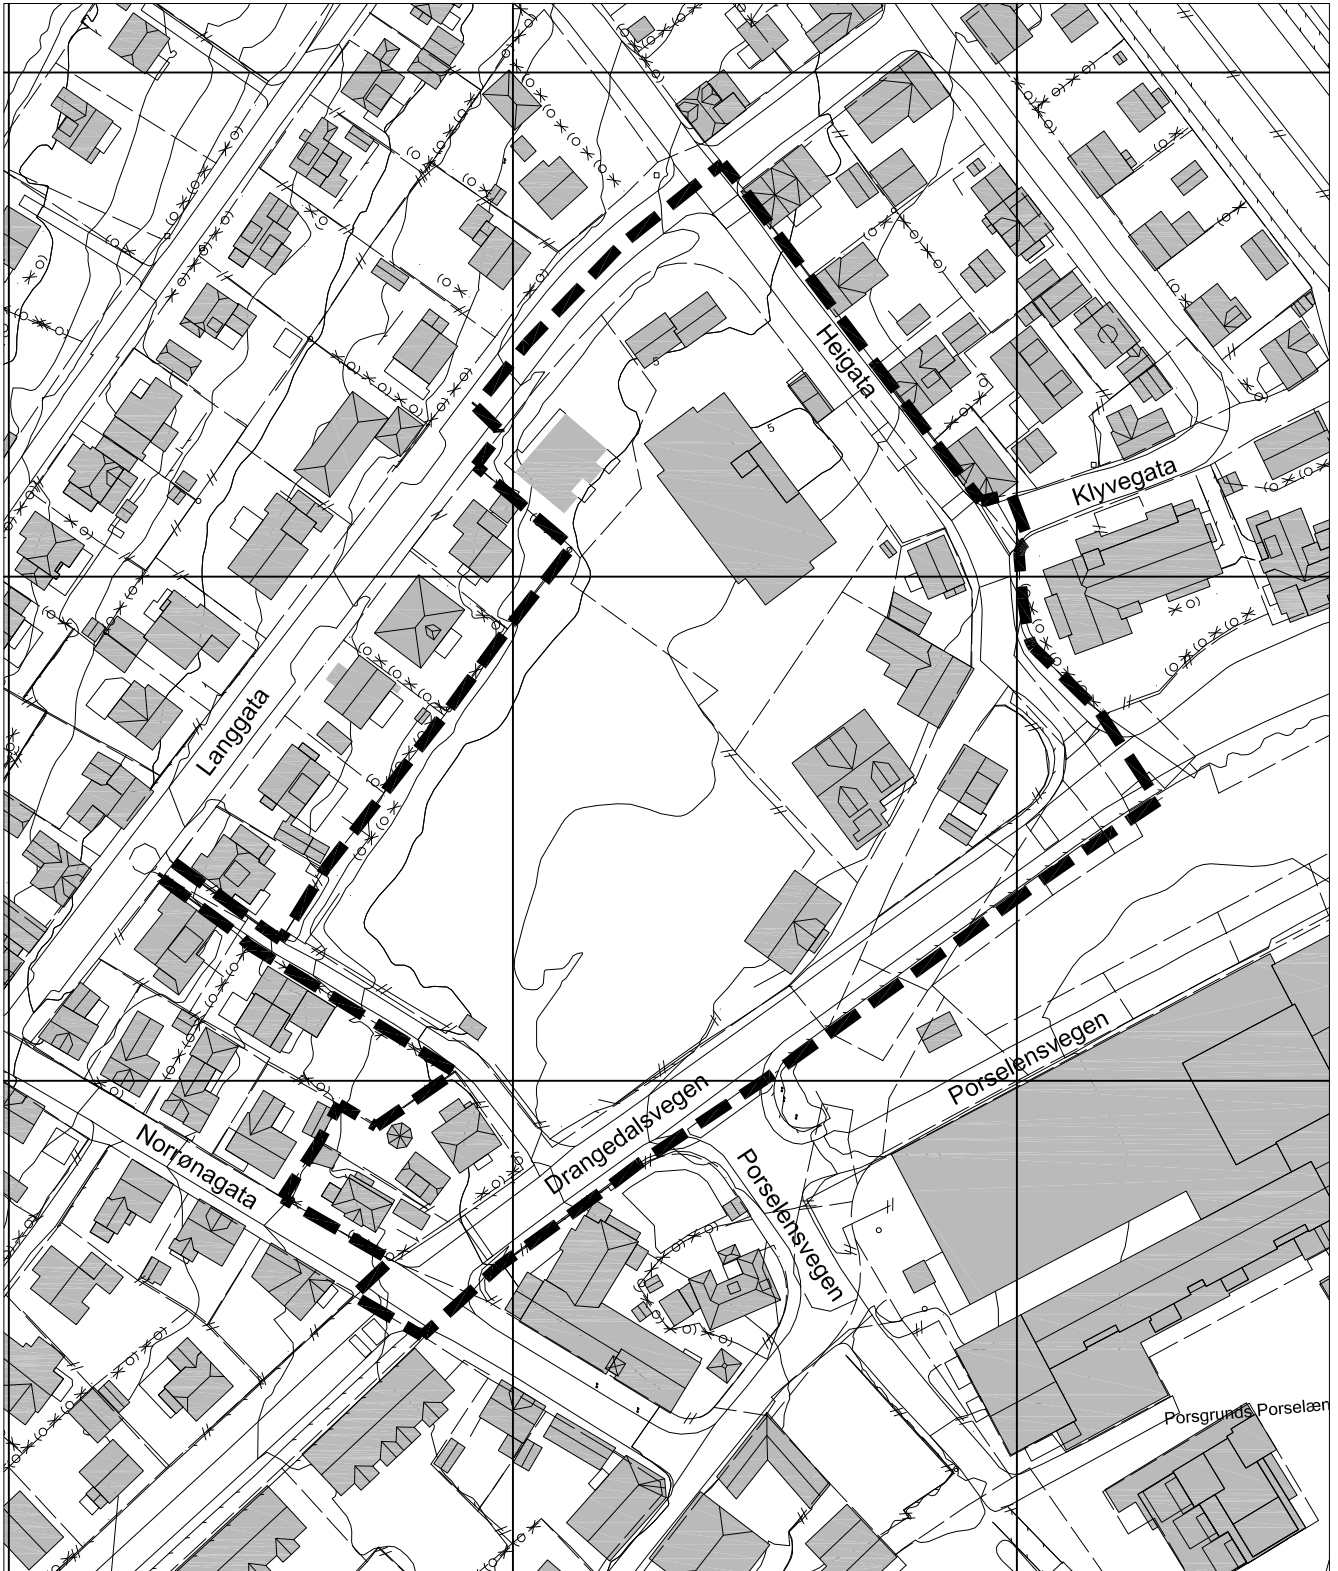 Heigata
5
5
Klyvegata
Langgata
Porselensvegen
Drangedalsvegen
Norrønagata
Porselensvegen
Porsgrunds Porselæn